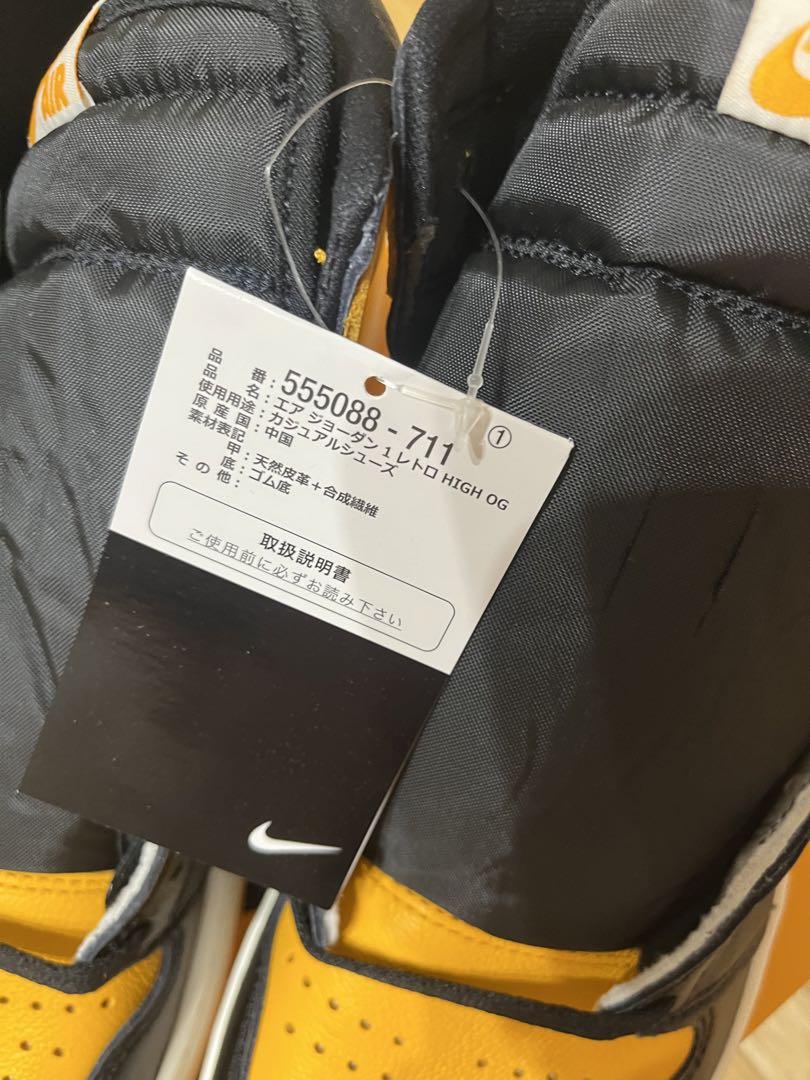 品番：555088 - 711 ①
品名：エア ジョーダン 1 レトロ HIGH OG
使用用途：カジュアルシューズ
原産国：中国
素材表記
甲：天然皮革＋合成繊維
底：ゴム底
その他：
取扱説明書
ご使用前に必ずお読み下さい